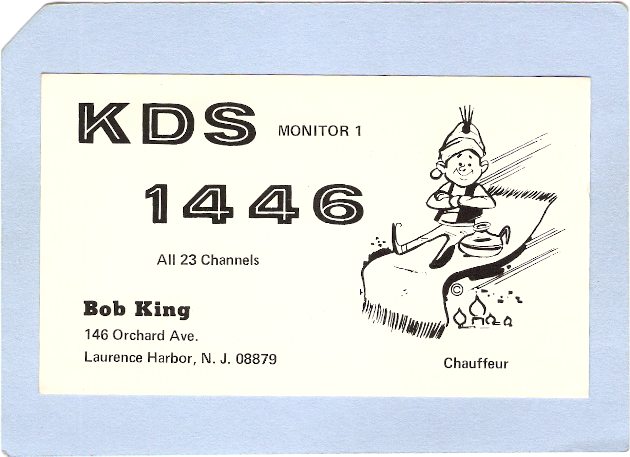 KDS MONITOR 1
1446
All 23 Channels
Bob King
146 Orchard Ave.
Laurence Harbor, N. J. 08879
©
Chauffeur